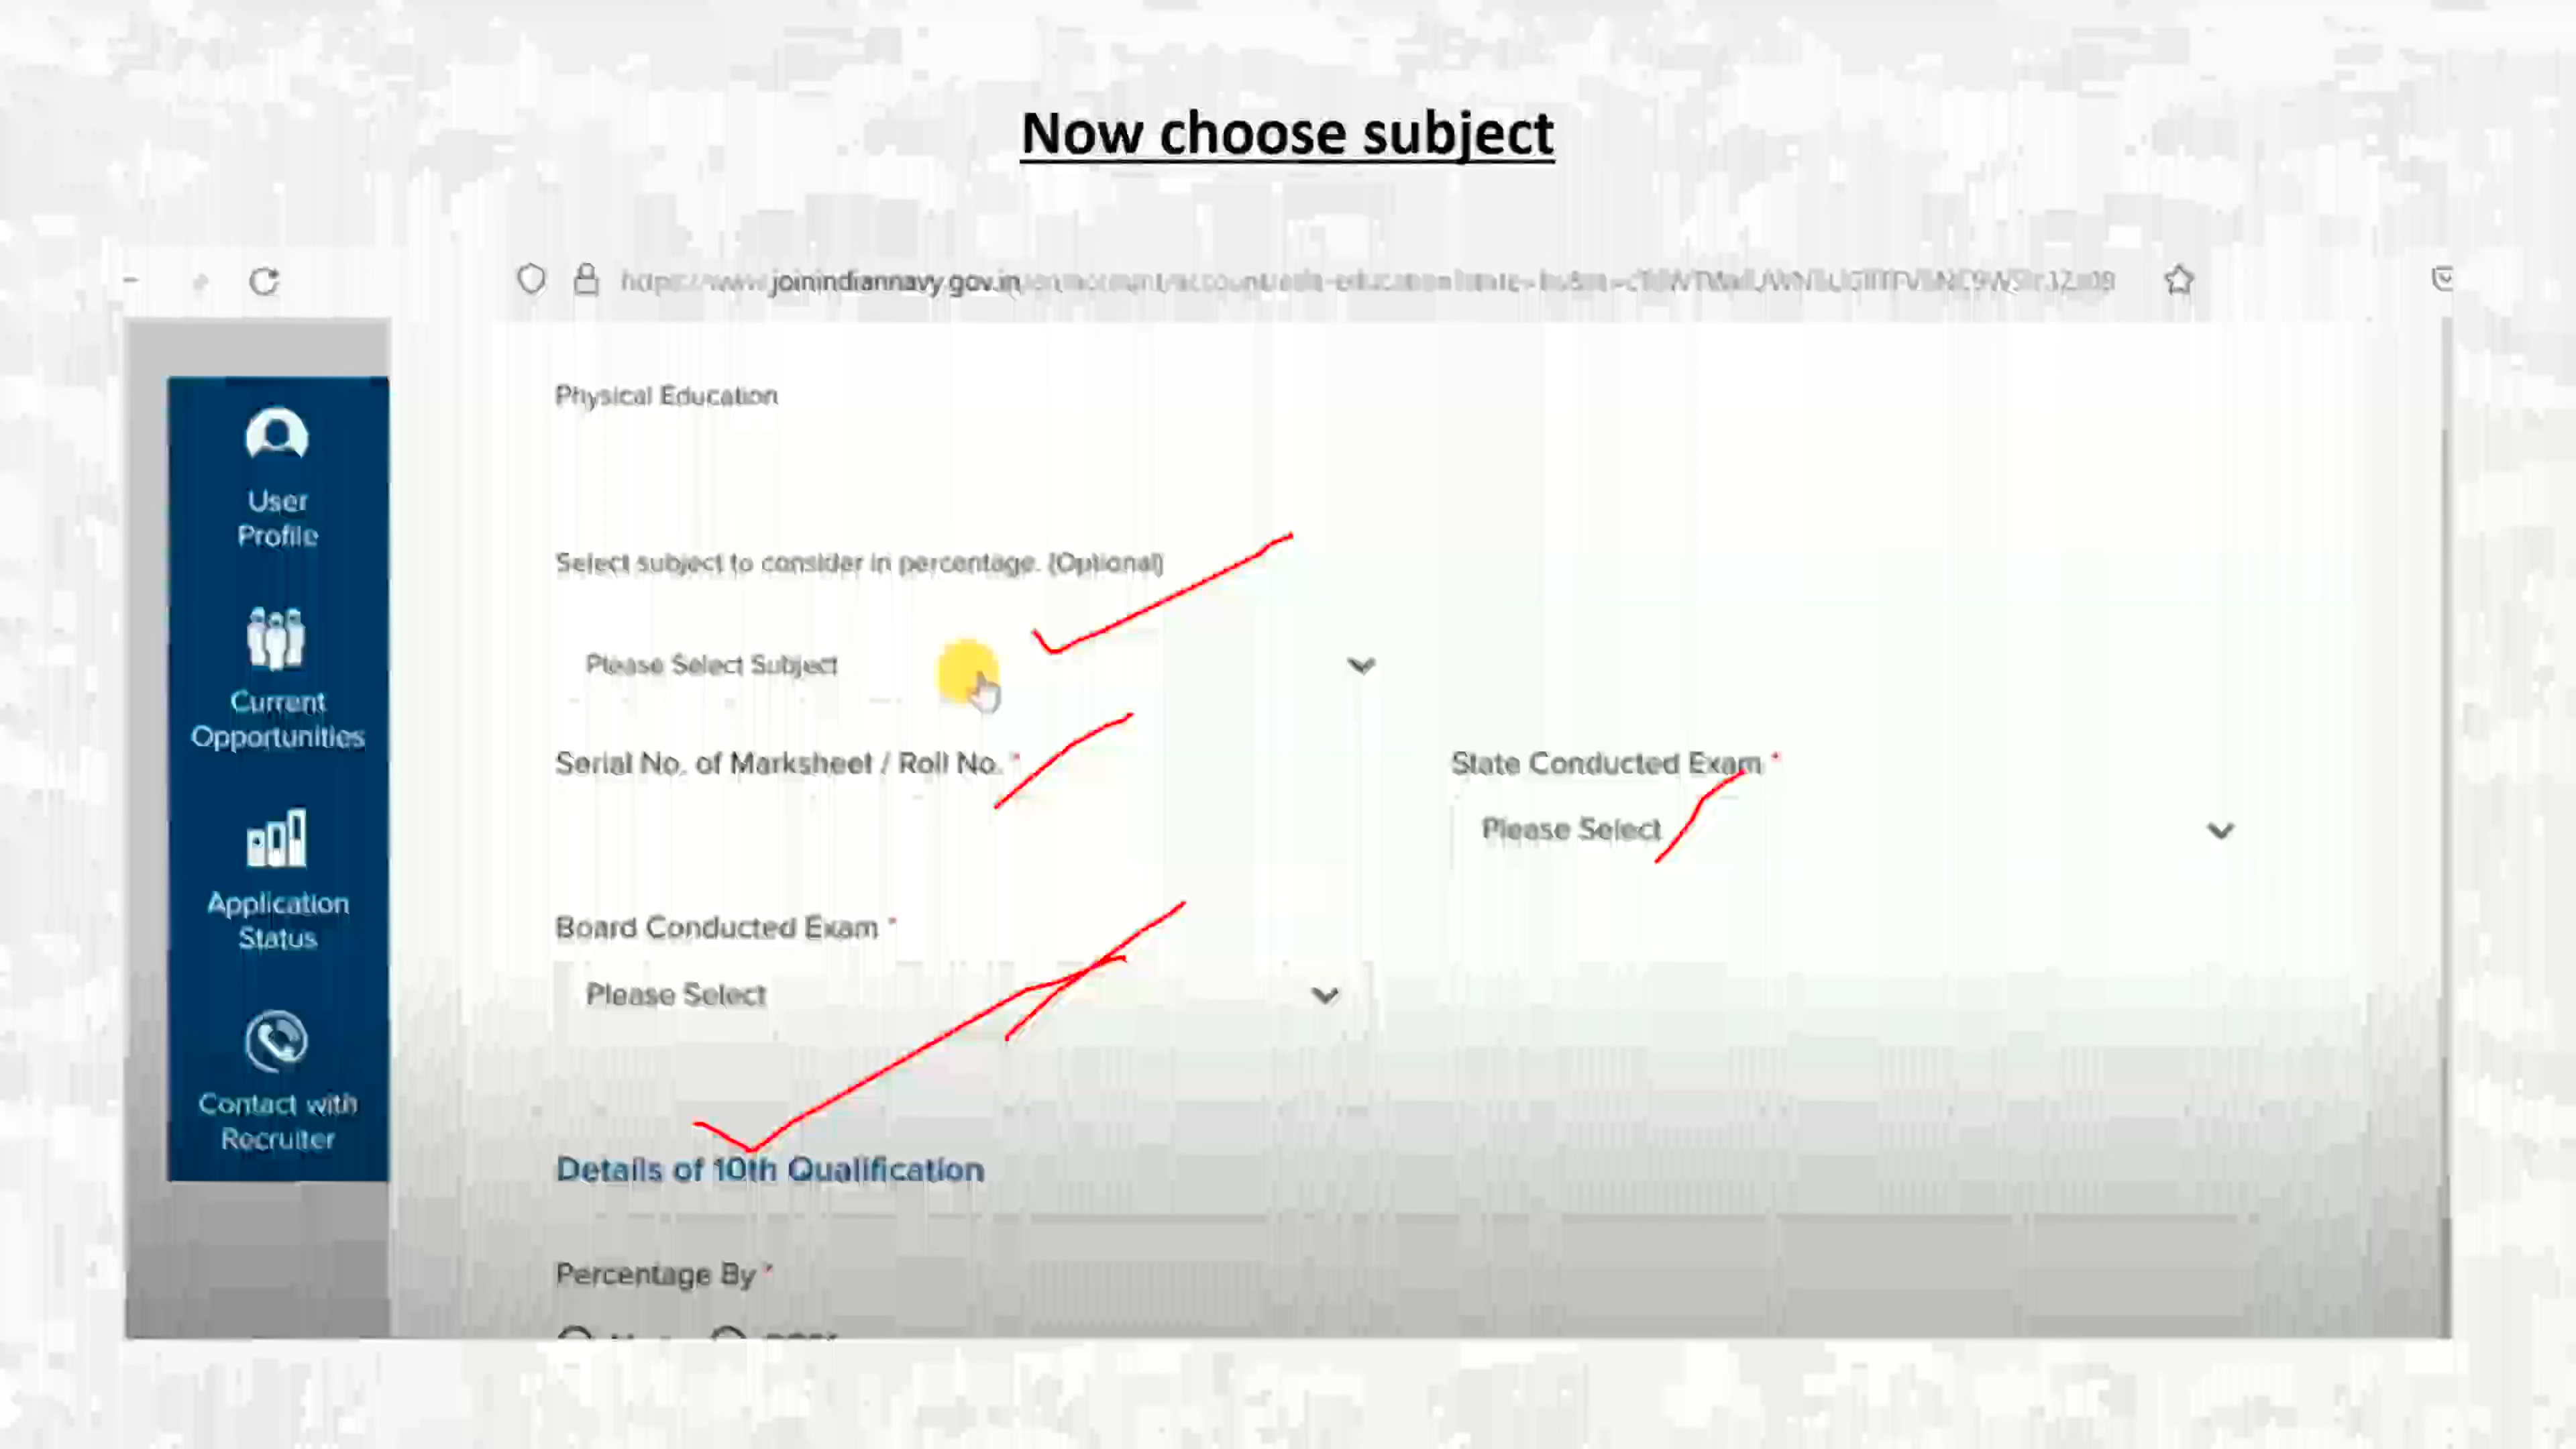 Now choose subject
joinindiannavy.gov.in
Physical Education
User
Profile
Select subject to consider in percentage. (Optional)
Please Select Subject
Current
Opportunities
Serial No. of Marksheet / Roll No. *
State Conducted Exam *
Please Select
Application
Status
Board Conducted Exam *
Please Select
Contact with
Recruiter
Details of 10th Qualification
Percentage By *